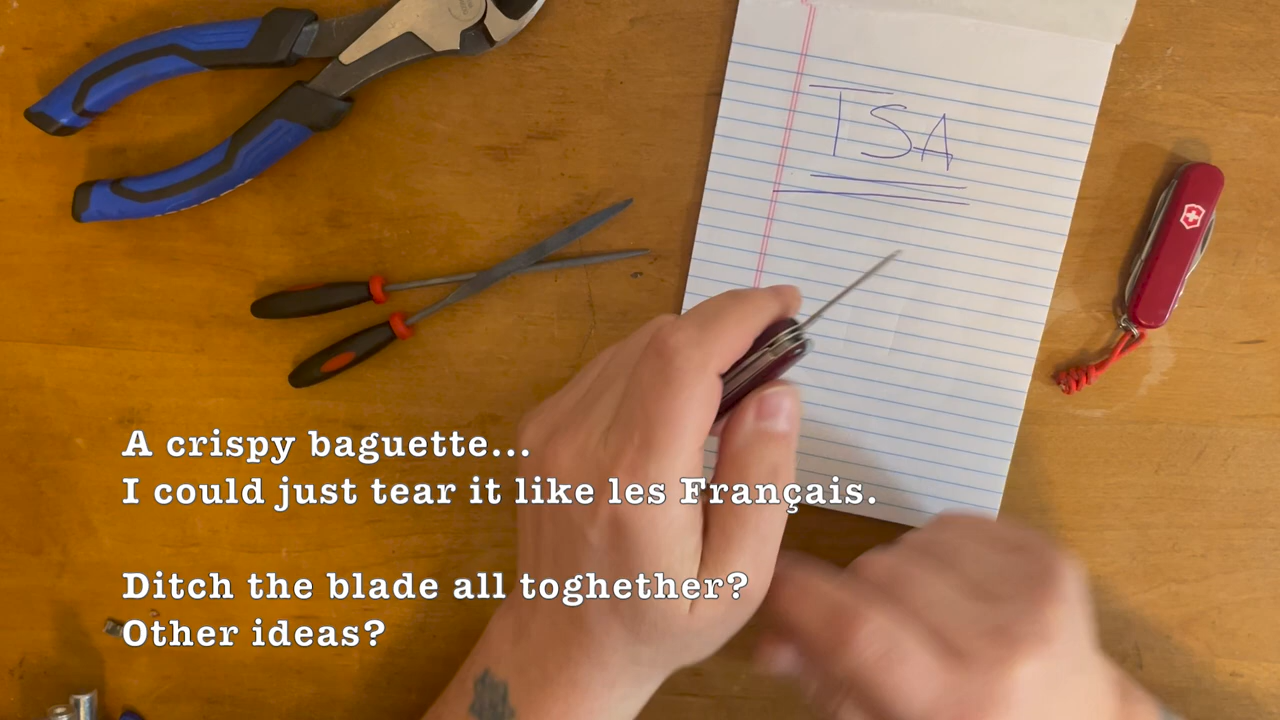 TSA
A crispy baguette...
I could just tear it like les Français.
Ditch the blade all toghether?
Other ideas?